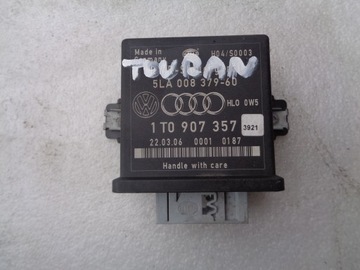 Made in
H04/S0003
TOURAN
5LA 008 379-60
HLO 0W5
1T0 907 357
3921
22.03.06 0001 0187
Handle with care